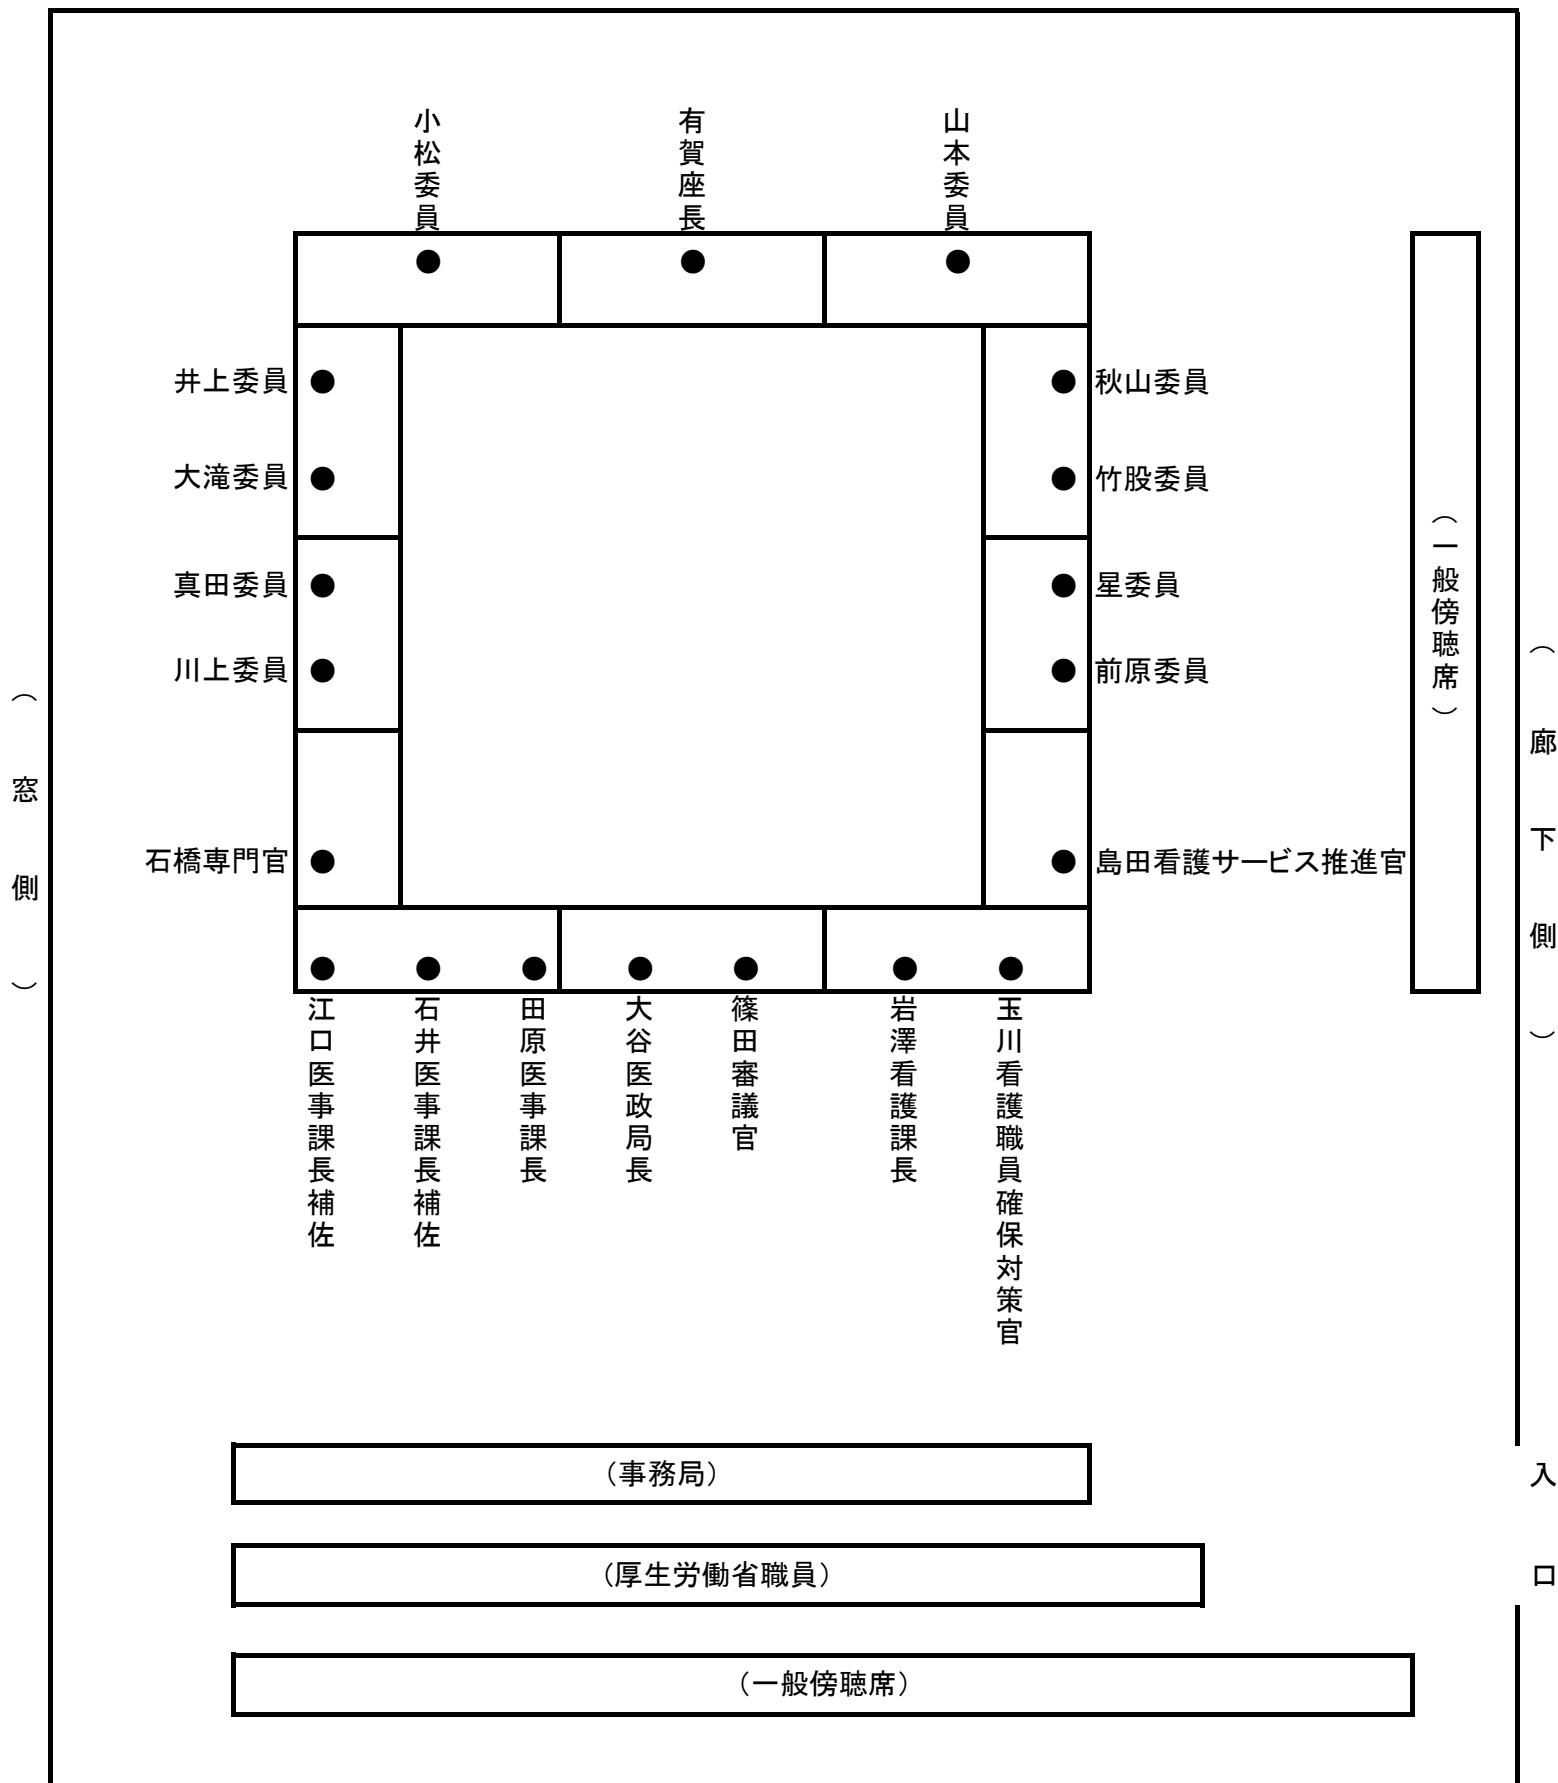 小松委員
有賀座長
山本委員
井上委員
秋山委員
大滝委員
竹股委員
真田委員
星委員
川上委員
前原委員
石橋専門官
島田看護サービス推進官
(一般傍聴席)
(窓側)
(廊下側)
江口医事課長補佐
石井医事課長補佐
田原医事課長
大谷医政局長
篠田審議官
岩澤看護課長
玉川看護職員確保対策官
(事務局)
入口
(厚生労働省職員)
(一般傍聴席)